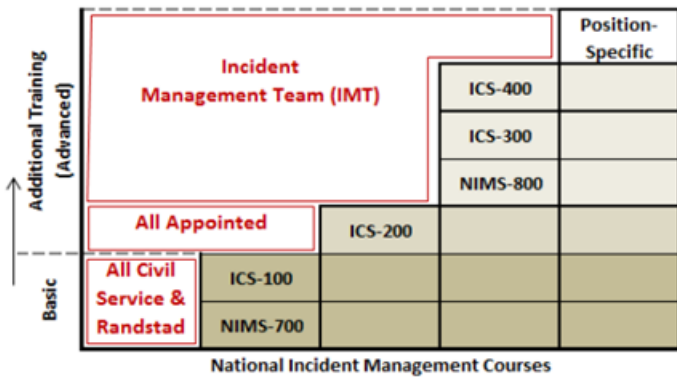 Position-
Specific
Incident
Management Team (IMT)
ICS-400
ICS-300
NIMS-800
Additional Training
(Advanced)
All Appointed
ICS-200
All Civil
Service &
Randstad
ICS-100
NIMS-700
Basic
National Incident Management Courses